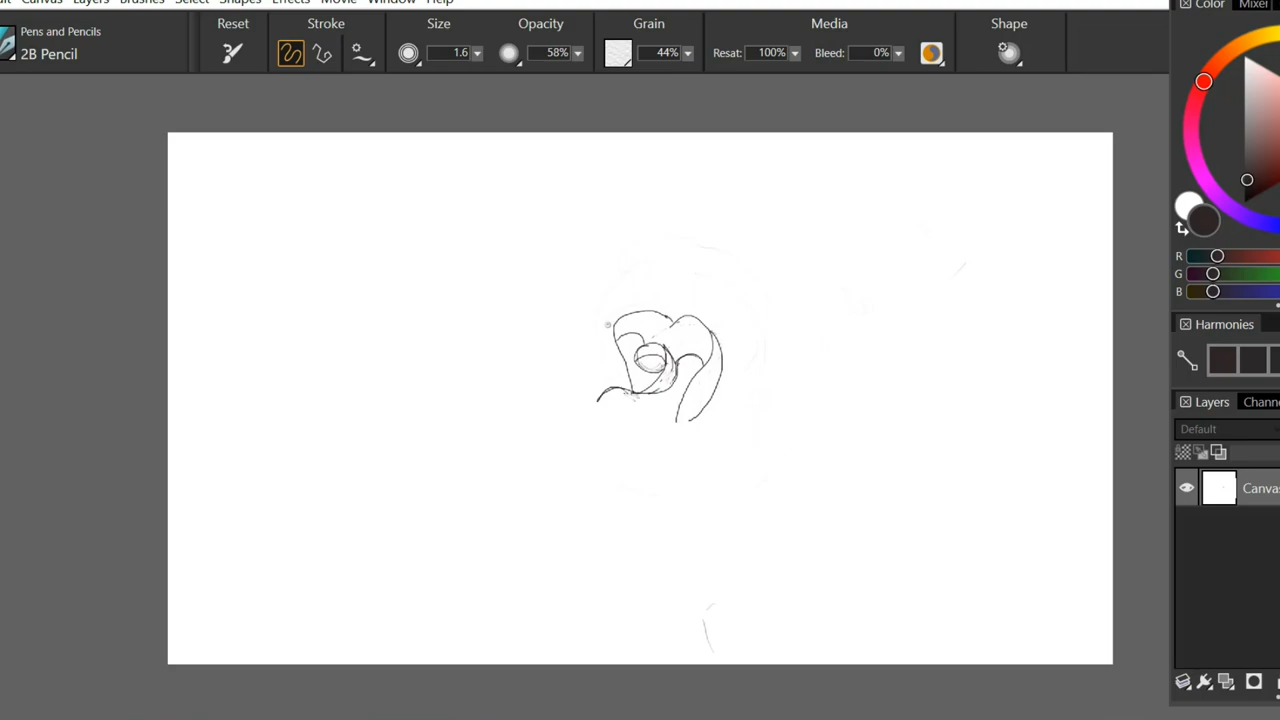 Canvas Layers Brushes Select Shapes Effects Movie Window Help
Pens and Pencils
2B Pencil
Reset Stroke Size Opacity Grain Media Shape
1.6 58% 44% Resat: 100% Bleed: 0%
Color Mixer
R
G
B
Harmonies
Layers Channe
Default
Canvas